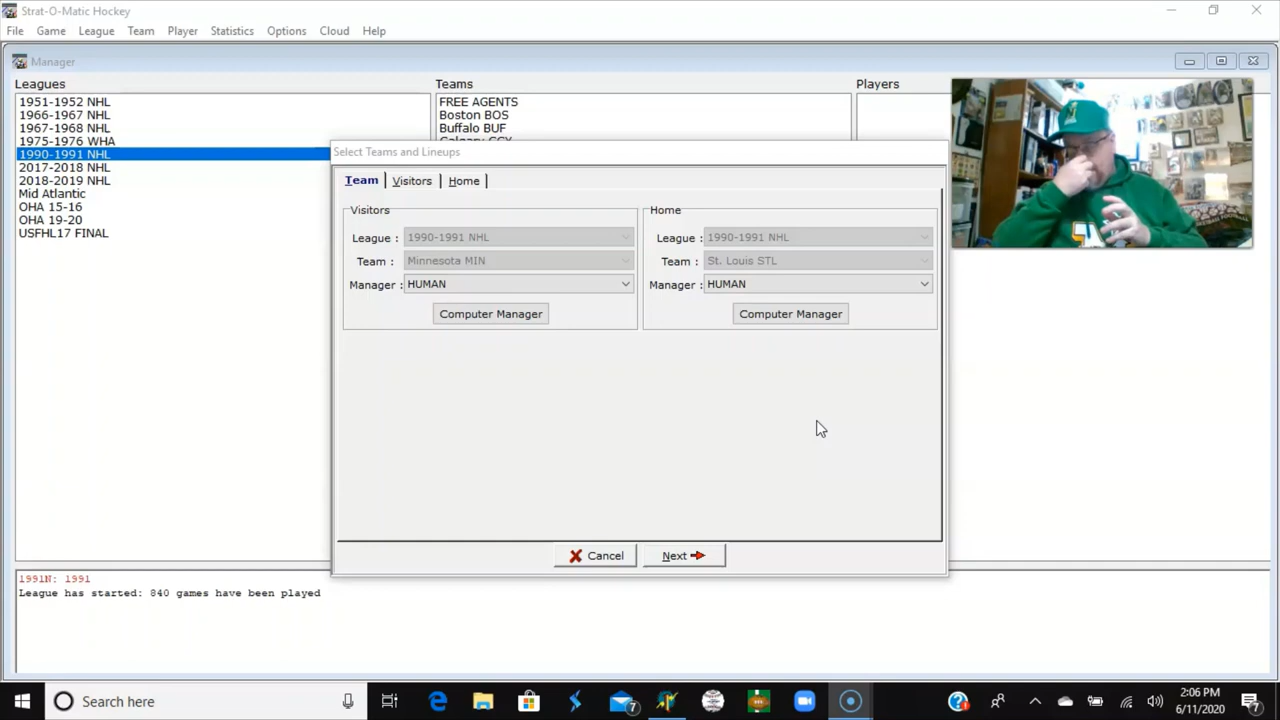 Strat-O-Matic Hockey
File Game League Team Player Statistics Options Cloud Help
Manager
Leagues
1951-1952 NHL
1966-1967 NHL
1967-1968 NHL
1975-1976 WHA
1990-1991 NHL
2017-2018 NHL
2018-2019 NHL
Mid Atlantic
OHA 15-16
OHA 19-20
USFHL17 FINAL
Teams
FREE AGENTS
Boston BOS
Buffalo BUF
Players
Select Teams and Lineups
Team Visitors Home
Visitors
League : 1990-1991 NHL
Team : Minnesota MIN
Manager : HUMAN
Computer Manager
Home
League : 1990-1991 NHL
Team : St. Louis STL
Manager : HUMAN
Computer Manager
Cancel Next
1991N: 1991
League has started: 840 games have been played
Search here
7
2:06 PM
6/11/2020
7